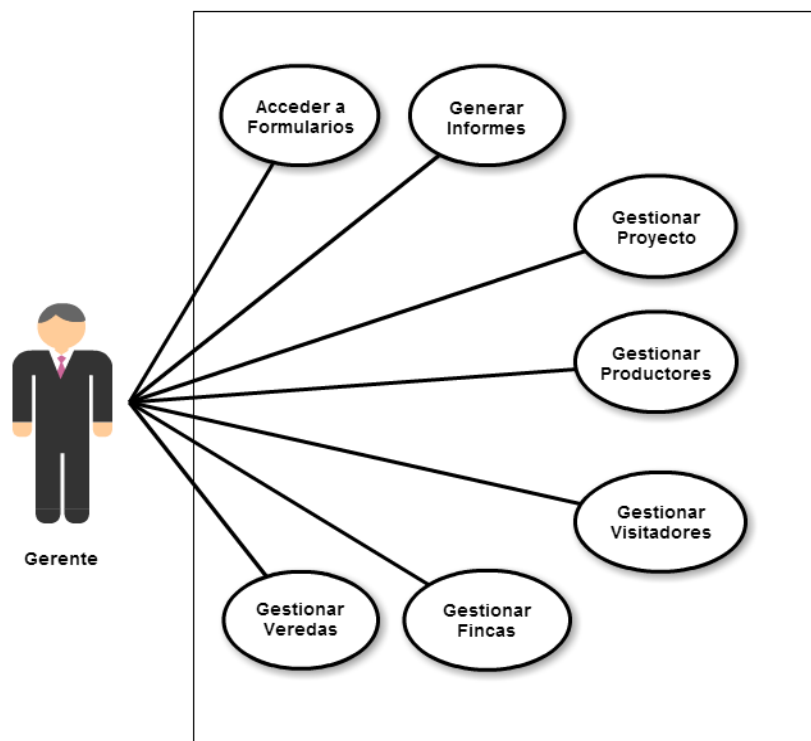 Acceder a
Formularios
Generar
Informes
Gestionar
Proyecto
Gestionar
Productores
Gestionar
Visitadores
Gerente
Gestionar
Veredas
Gestionar
Fincas